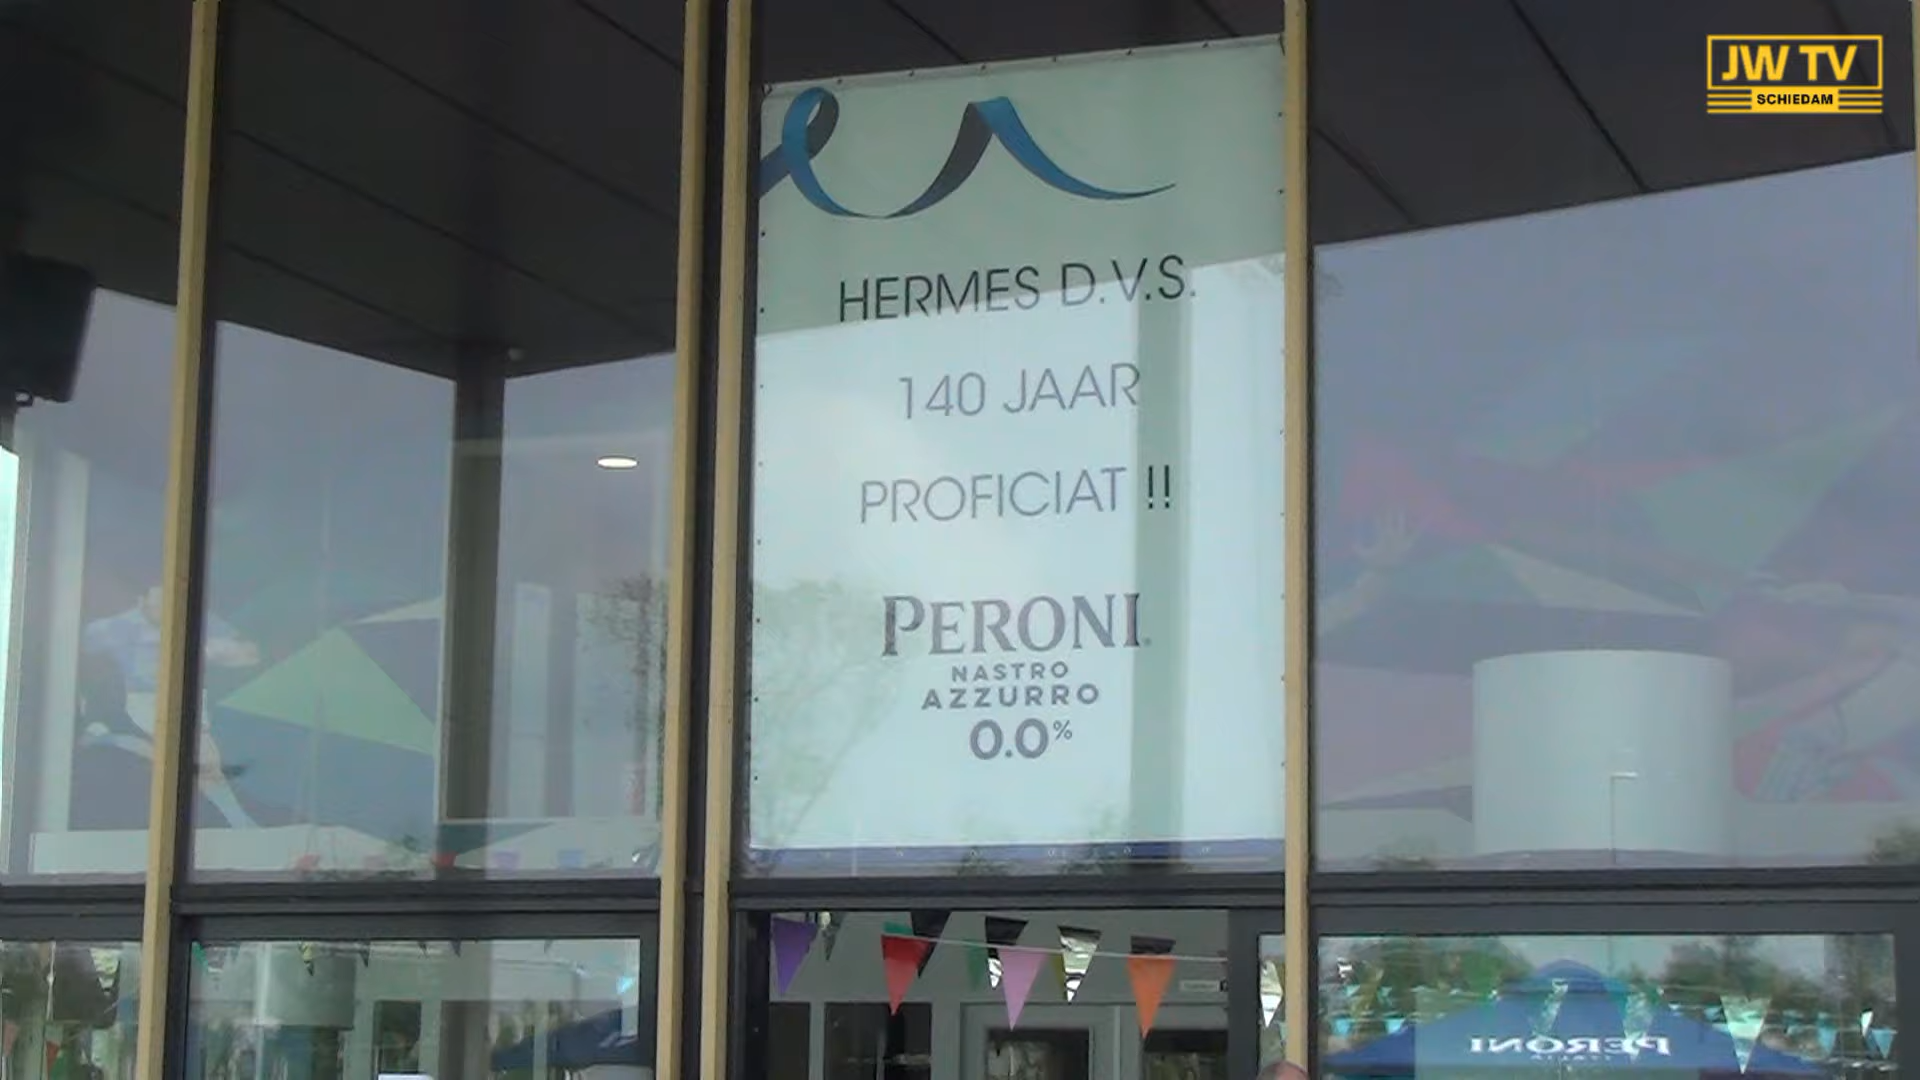 JW TV
SCHIEDAM
HERMES D.V.S.
140 JAAR
PROFICIAT !!
PERONI
NASTRO
AZZURRO
0.0%
PERONI